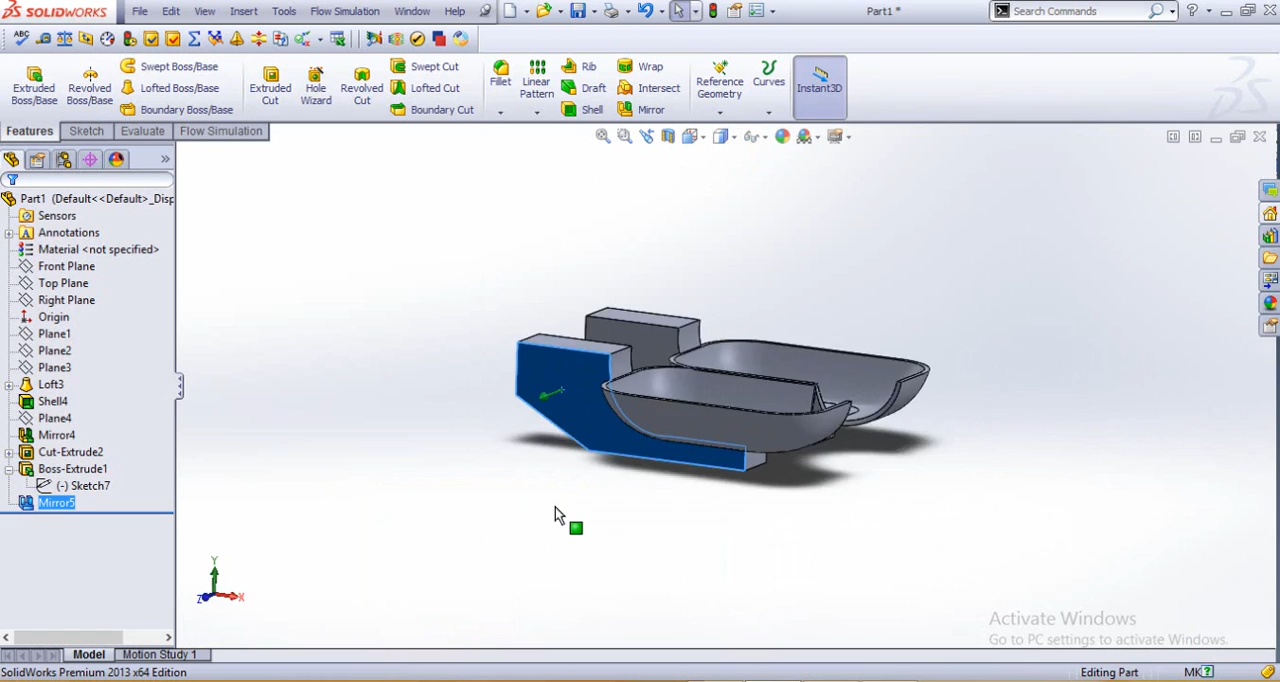 SOLIDWORKS File Edit View Insert Tools Flow Simulation Window Help Part1 * Search Commands
Extruded Boss/Base
Revolved Boss/Base
Swept Boss/Base
Lofted Boss/Base
Boundary Boss/Base
Extruded Cut
Hole Wizard
Revolved Cut
Swept Cut
Lofted Cut
Boundary Cut
Fillet
Linear Pattern
Rib
Draft
Shell
Wrap
Intersect
Mirror
Reference Geometry
Curves
Instant3D
Features Sketch Evaluate Flow Simulation
Part1 (Default<<Default>_Disp
Sensors
Annotations
Material <not specified>
Front Plane
Top Plane
Right Plane
Origin
Plane1
Plane2
Plane3
Loft3
Shell4
Plane4
Mirror4
Cut-Extrude2
Boss-Extrude1
(-) Sketch7
Mirror5
Y
Z X
Activate Windows
Go to PC settings to activate Windows.
Model Motion Study 1
SolidWorks Premium 2013 x64 Edition Editing Part MK